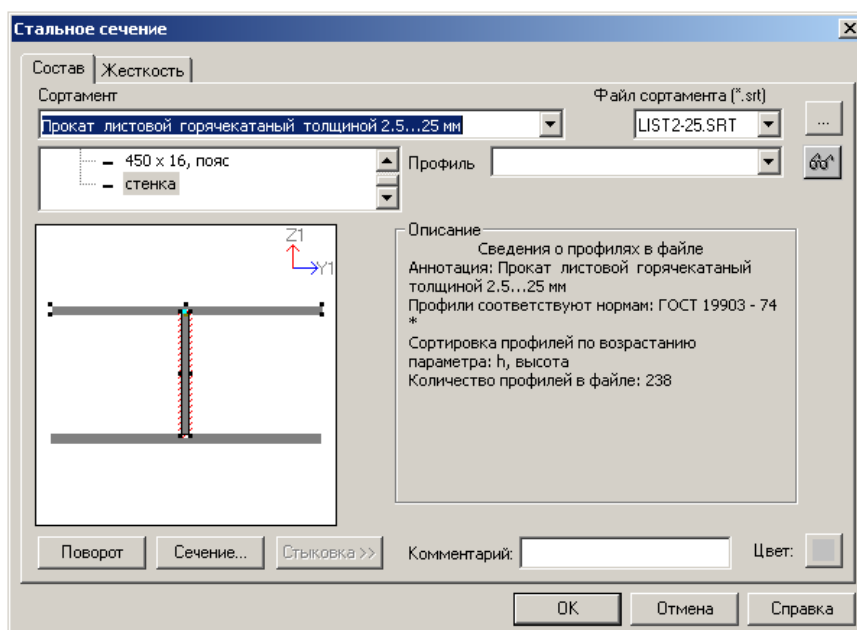 Стальное сечение
Состав Жесткость
Сортамент Файл сортамента (*.srt)
Прокат листовой горячекатаный толщиной 2.5...25 мм LIST2-25.SRT ...
450 x 16, пояс
стенка
Профиль
Z1
Y1
Описание
Сведения о профилях в файле
Аннотация: Прокат листовой горячекатаный
толщиной 2.5...25 мм
Профили соответствуют нормам: ГОСТ 19903 - 74
*
Сортировка профилей по возрастанию
параметра: h, высота
Количество профилей в файле: 238
Поворот Сечение... Стыковка >> Комментарий: Цвет:
OK Отмена Справка